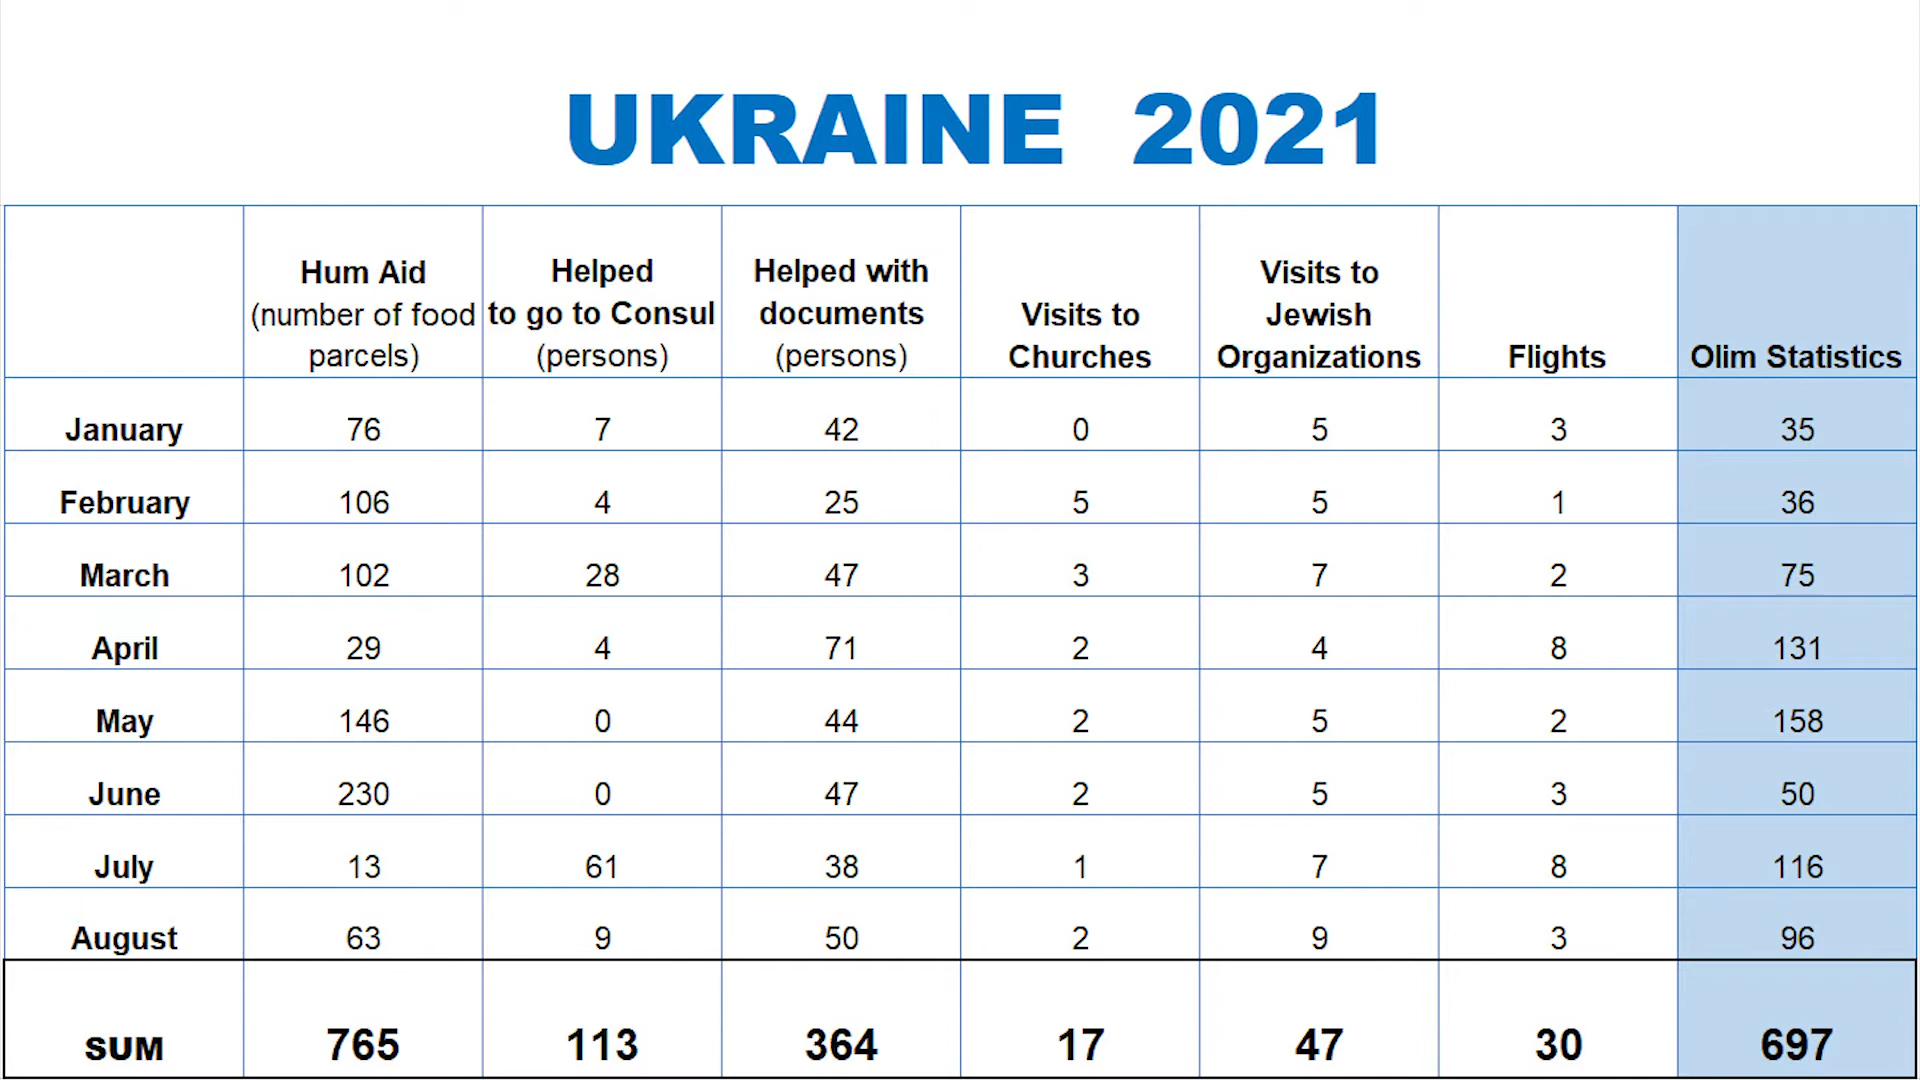 UKRAINE 2021
Hum Aid
(number of food
parcels)
Helped
to go to Consul
(persons)
Helped with
documents
(persons)
Visits to
Churches
Visits to
Jewish
Organizations
Flights
Olim Statistics
January 76 7 42 0 5 3 35
February 106 4 25 5 5 1 36
March 102 28 47 3 7 2 75
April 29 4 71 2 4 8 131
May 146 0 44 2 5 2 158
June 230 0 47 2 5 3 50
July 13 61 38 1 7 8 116
August 63 9 50 2 9 3 96
SUM 765 113 364 17 47 30 697